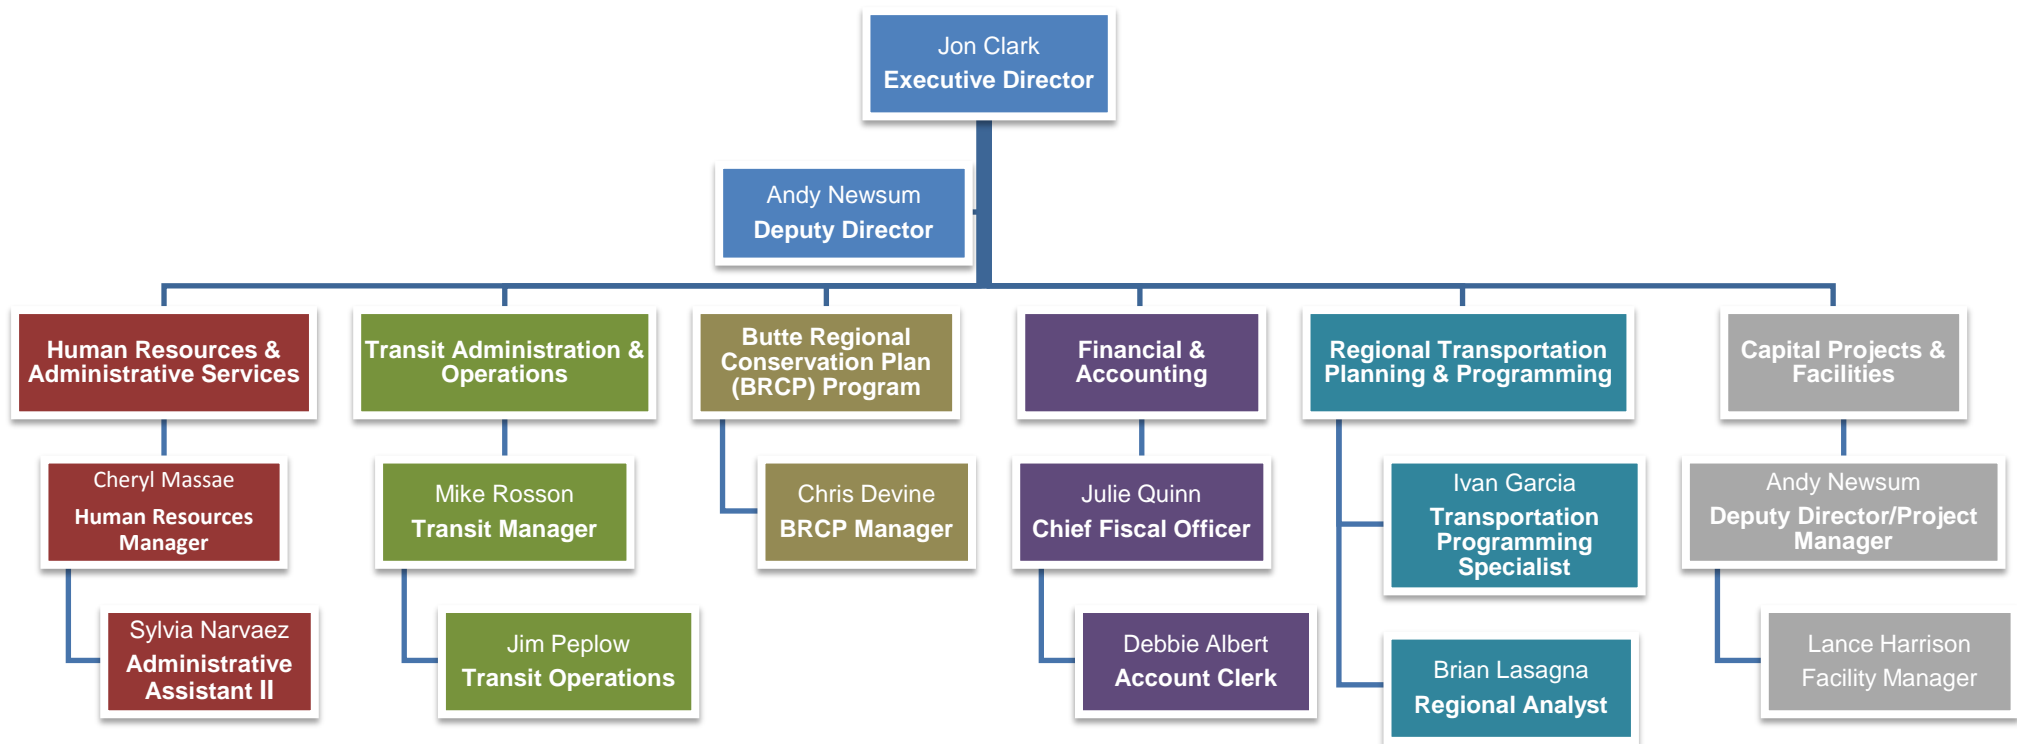 Jon Clark
Executive Director
Andy Newsum
Deputy Director
Human Resources &
Administrative Services
Transit Administration &
Operations
Butte Regional
Conservation Plan
(BRCP) Program
Financial &
Accounting
Regional Transportation
Planning & Programming
Capital Projects &
Facilities
Cheryl Massae
Human Resources
Manager
Mike Rosson
Transit Manager
Chris Devine
BRCP Manager
Julie Quinn
Chief Fiscal Officer
Ivan Garcia
Transportation
Programming
Specialist
Andy Newsum
Deputy Director/Project
Manager
Sylvia Narvaez
Administrative
Assistant II
Jim Peplow
Transit Operations
Debbie Albert
Account Clerk
Brian Lasagna
Regional Analyst
Lance Harrison
Facility Manager